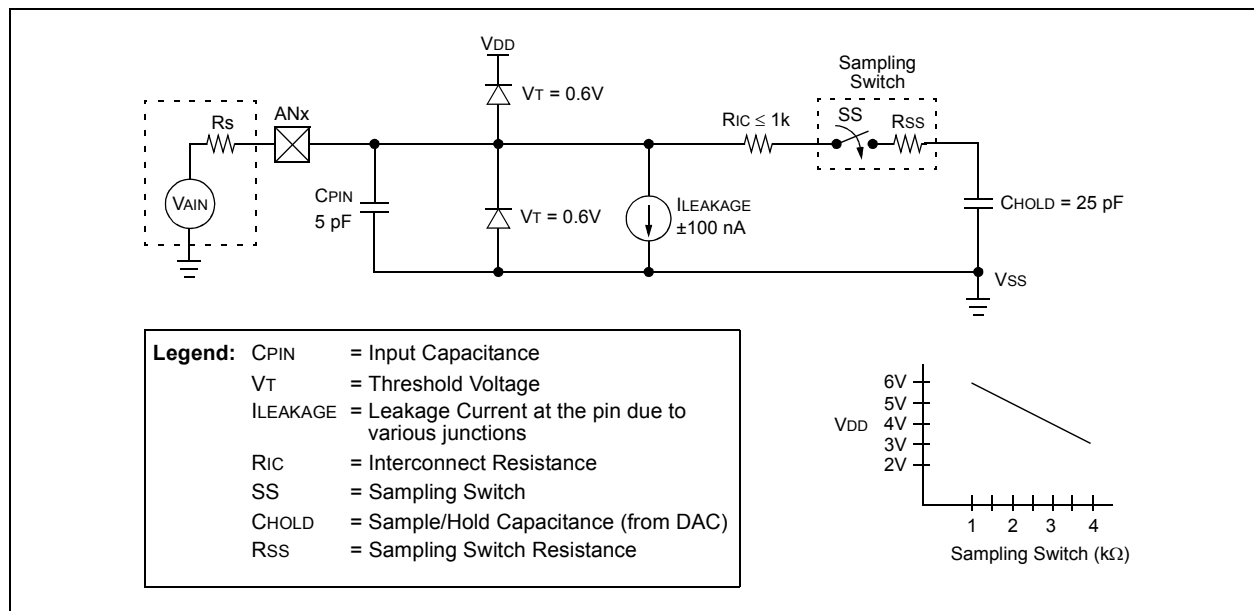 VDD
Sampling
Switch
VT = 0.6V
Rs
ANx
RIC ≤ 1k
SS
RSS
VAIN
CPIN
5 pF
VT = 0.6V
ILEAKAGE
±100 nA
CHOLD = 25 pF
VSS
Legend: CPIN = Input Capacitance
VT = Threshold Voltage
ILEAKAGE = Leakage Current at the pin due to
various junctions
RIC = Interconnect Resistance
SS = Sampling Switch
CHOLD = Sample/Hold Capacitance (from DAC)
RSS = Sampling Switch Resistance
6V
5V
VDD 4V
3V
2V
1 2 3 4
Sampling Switch (kΩ)